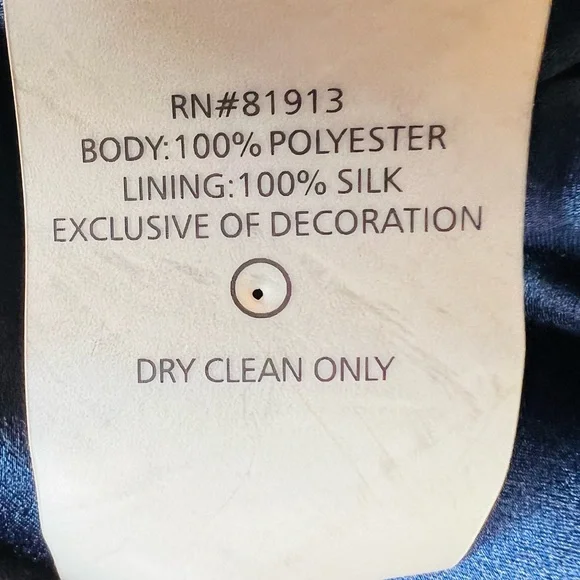 RN#81913
BODY:100% POLYESTER
LINING:100% SILK
EXCLUSIVE OF DECORATION
DRY CLEAN ONLY